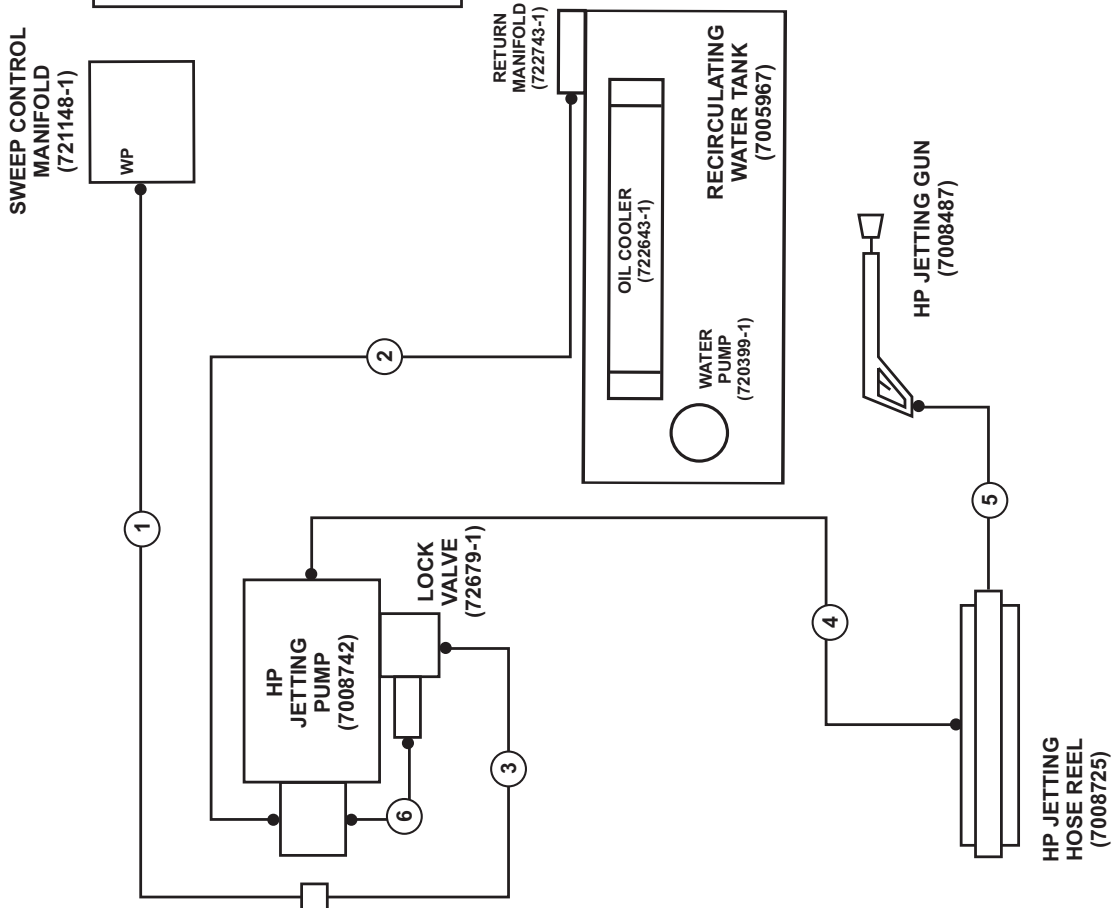 SWEEP CONTROL
MANIFOLD
(721148-1)
WP
RETURN
MANIFOLD
(722743-1)
OIL COOLER
(722643-1)
RECIRCULATING
WATER TANK
(7005967)
WATER
PUMP
(720399-1)
HP JETTING GUN
(7008487)
1
2
HP
JETTING
PUMP
(7008742)
LOCK
VALVE
(72679-1)
3
4
5
6
HP JETTING
HOSE REEL
(7008725)